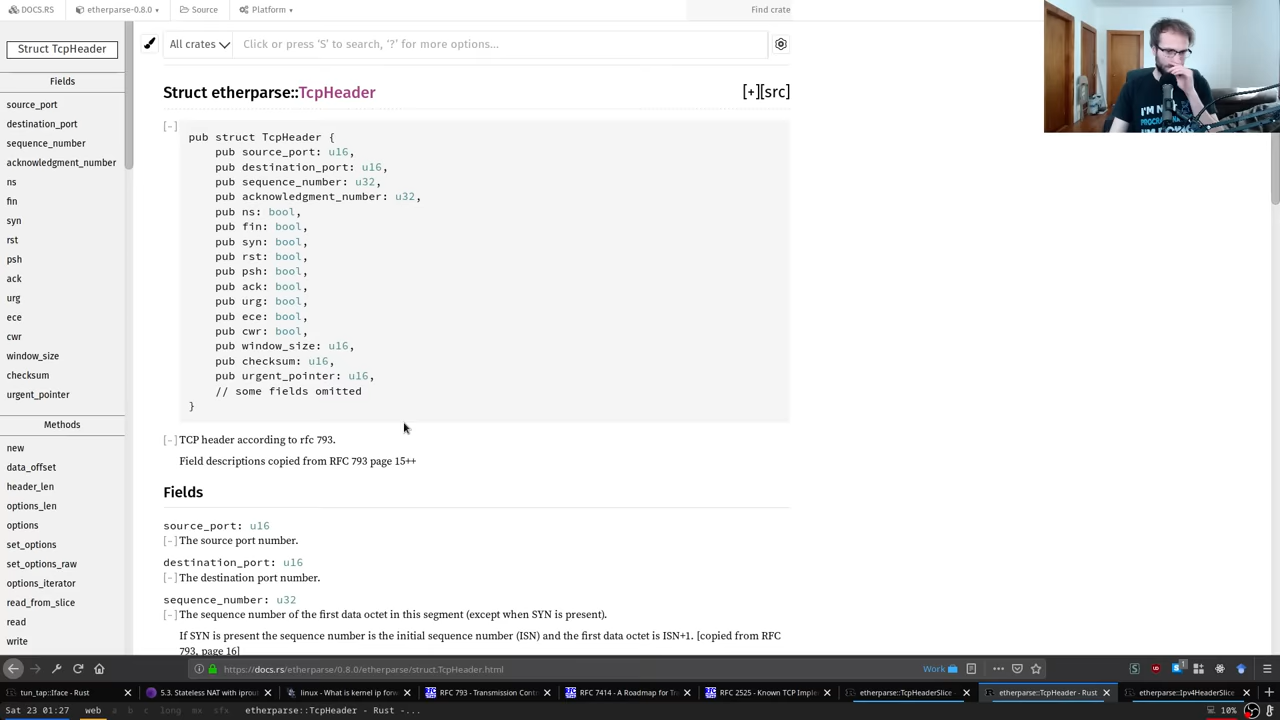 DOCS.RS etherparse-0.8.0 Source Platform Find crate
Struct TcpHeader
All crates Click or press ‘S’ to search, ‘?’ for more options...
Fields
source_port
destination_port
sequence_number
acknowledgment_number
ns
fin
syn
rst
psh
ack
urg
ece
cwr
window_size
checksum
urgent_pointer
Methods
new
data_offset
header_len
options_len
options
set_options
set_options_raw
options_iterator
read_from_slice
read
write
Struct etherparse::TcpHeader [+][src]
[-]
pub struct TcpHeader {
pub source_port: u16,
pub destination_port: u16,
pub sequence_number: u32,
pub acknowledgment_number: u32,
pub ns: bool,
pub fin: bool,
pub syn: bool,
pub rst: bool,
pub psh: bool,
pub ack: bool,
pub urg: bool,
pub ece: bool,
pub cwr: bool,
pub window_size: u16,
pub checksum: u16,
pub urgent_pointer: u16,
// some fields omitted
}
[-] TCP header according to rfc 793.
Field descriptions copied from RFC 793 page 15++
Fields
source_port: u16
[-] The source port number.
destination_port: u16
[-] The destination port number.
sequence_number: u32
[-] The sequence number of the first data octet in this segment (except when SYN is present).
If SYN is present the sequence number is the initial sequence number (ISN) and the first data octet is ISN+1. [copied from RFC
793, page 16]
I'M NOT
https://docs.rs/etherparse/0.8.0/etherparse/struct.TcpHeader.html Work
tun_tap::Iface - Rust 5.3. Stateless NAT with iprou linux - What is kernel ip forw RFC 793 - Transmission Cont RFC 7414 - A Roadmap for Tr RFC 2525 - Known TCP Imple etherparse::TcpHeaderSlice etherparse::TcpHeader - Rust etherparse::Ipv4HeaderSlice
Sat 23 01:27 web a b c long mx sfx etherparse::TcpHeader - Rust -... 10%